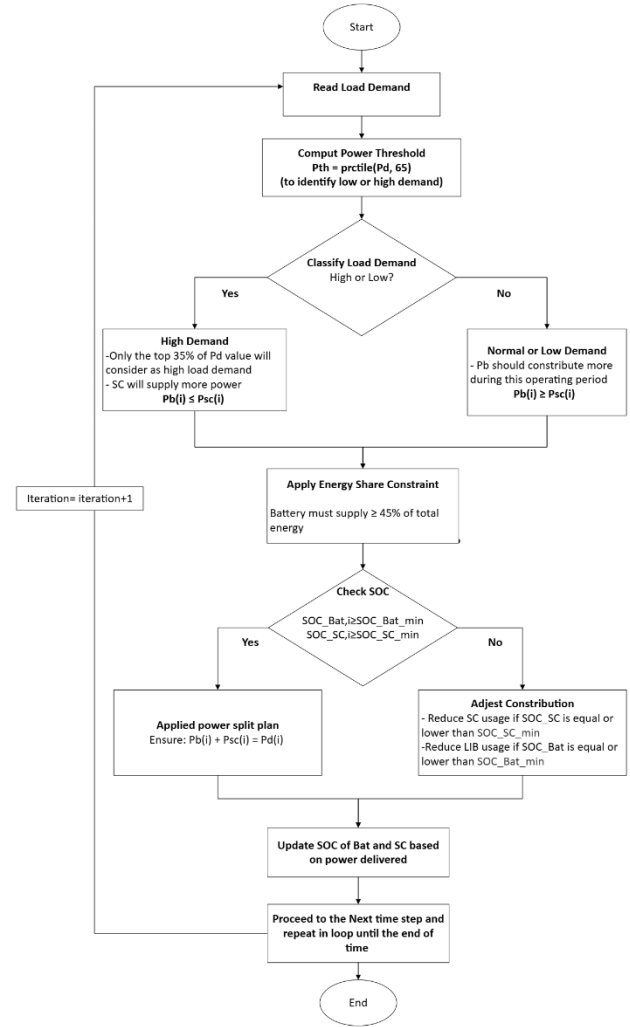 Start
Read Load Demand
Comput Power Threshold
Pth = prctile(Pd, 65)
(to identify low or high demand)
Classify Load Demand
High or Low?
Yes
No
High Demand
-Only the top 35% of Pd value will
consider as high load demand
- SC will supply more power
Pb(i) ≤ Psc(i)
Normal or Low Demand
- Pb should contribute more
during this operating period
Pb(i) ≥ Psc(i)
Iteration= iteration+1
Apply Energy Share Constraint
Battery must supply ≥ 45% of total
energy
Check SOC
SOC_Bat,i≥SOC_Bat_min
SOC_SC,i≥SOC_SC_min
Yes
No
Applied power split plan
Ensure: Pb(i) + Psc(i) = Pd(i)
Adjest Constribution
- Reduce SC usage if SOC_SC is equal or
lower than SOC_SC_min
-Reduce LIB usage if SOC_Bat is equal or
lower than SOC_Bat_min
Update SOC of Bat and SC based
on power delivered
Proceed to the Next time step and
repeat in loop until the end of
time
End